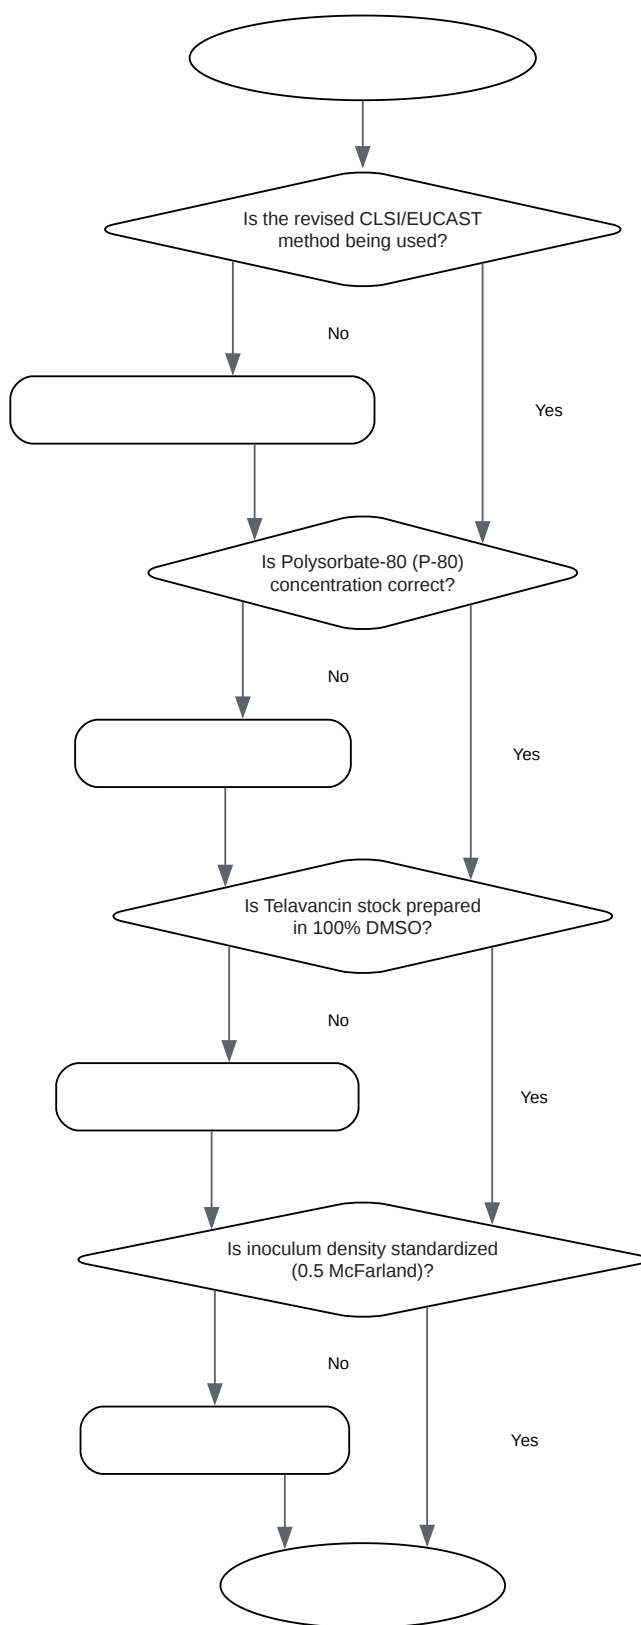 Is the revised CLSI/EUCAST
method being used?
No
Yes
Is Polysorbate-80 (P-80)
concentration correct?
No
Yes
Is Telavancin stock prepared
in 100% DMSO?
No
Yes
Is inoculum density standardized
(0.5 McFarland)?
No
Yes